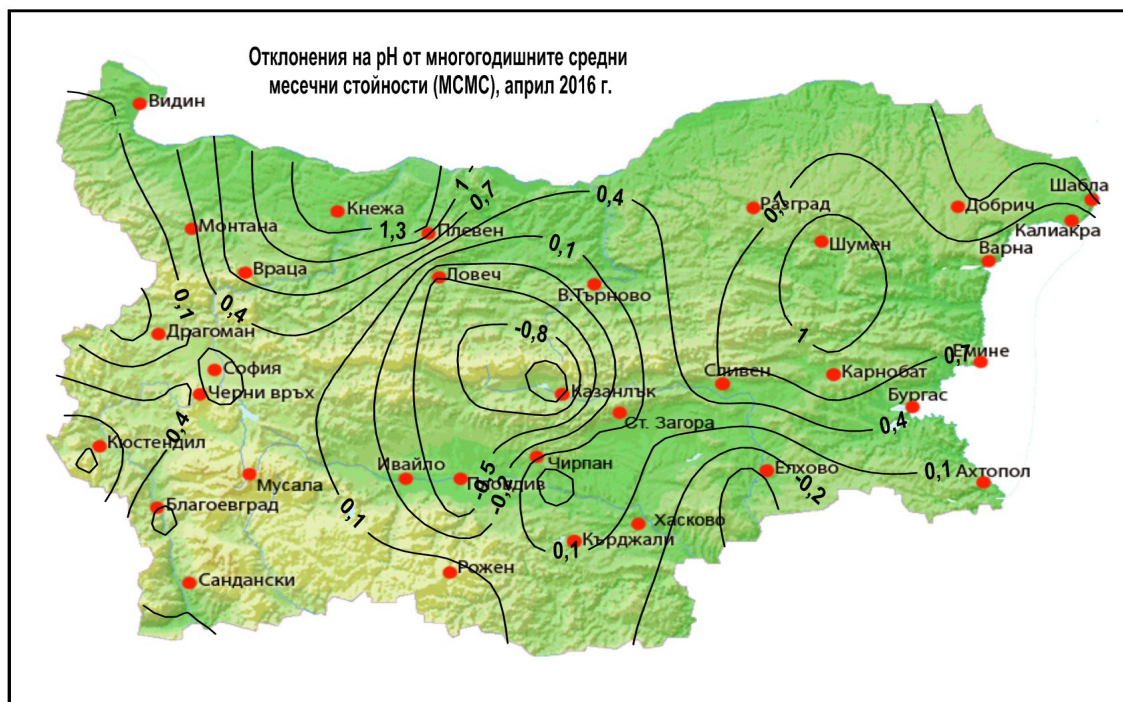 Отклонения на pH от многогодишните средни
месечни стойности (МСМС), април 2016 г.
Видин
Шабла
Кнежа
1
0,7
0,4
0,7
Разград
Добрич
Калиакра
Монтана
1,3
Плевен
Шумен
Варна
0,1
Враца
Ловеч
В.Търново
0,1
0,4
-0,8
1
Драгоман
0,7
Емине
София
Сливен
Карнобат
Черни връх
Казанлък
Бургас
0,4
Ст. Загора
0,4
Кюстендил
Ивайло
Чирпан
-0,5
Елхово
0,1
Ахтопол
Мусала
Пловдив
-0,2
-0,2
Благоевград
0,1
Хасково
Кърджали
0,1
Рожен
Сандански